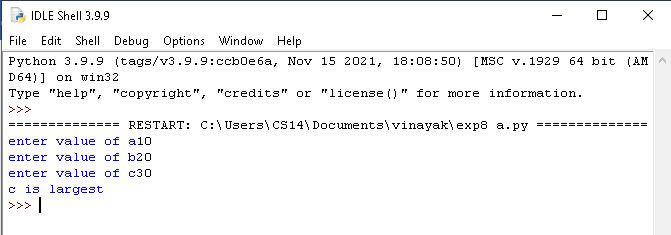 IDLE Shell 3.9.9
File Edit Shell Debug Options Window Help
Python 3.9.9 (tags/v3.9.9:ccb0e6a, Nov 15 2021, 18:08:50) [MSC v.1929 64 bit (AM
D64)] on win32
Type "help", "copyright", "credits" or "license()" for more information.
>>>
============== RESTART: C:\Users\CS14\Documents\vinayak\exp8 a.py ==============
enter value of a10
enter value of b20
enter value of c30
c is largest
>>>